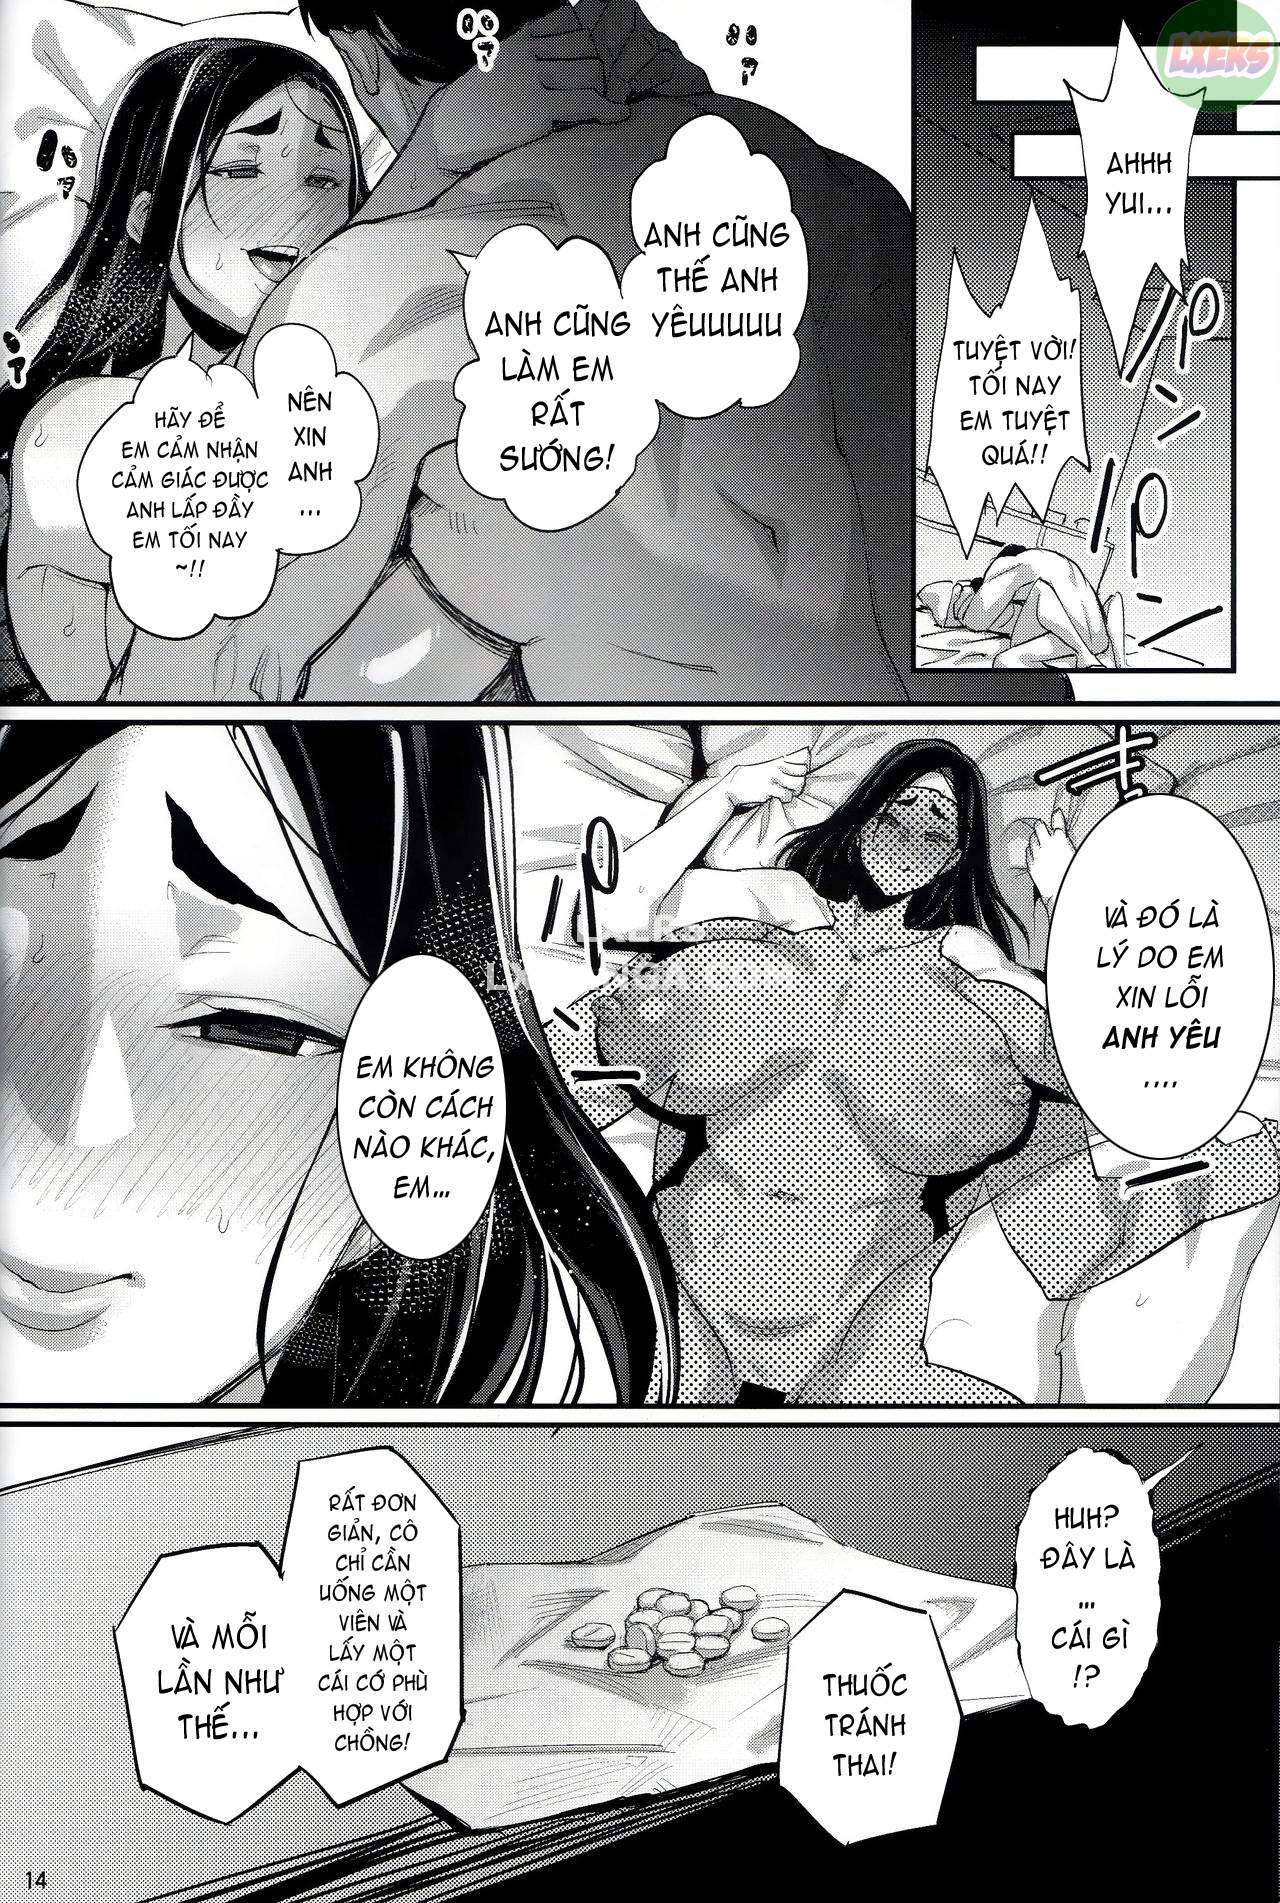 LXERS
AHHH
YUI...
TUYỆT VỜI!
TỐI NAY
EM TUYỆT
QUÁ!!
ANH CŨNG
THẾ ANH
YÊUUUUU
ANH CŨNG
LÀM EM
RẤT
SƯỚNG!
NÊN
XIN
ANH
...
HÃY ĐỂ
EM CẢM NHẬN
CẢM GIÁC ĐƯỢC
ANH LẤP ĐẦY
EM TỐI NAY
~!!
VÀ ĐÓ LÀ
LÝ DO EM
XIN LỖI
ANH YÊU
....
EM KHÔNG
CÒN CÁCH
NÀO KHÁC,
EM...
HUH?
ĐÂY LÀ
...
CÁI GÌ
!?
THUỐC
TRÁNH
THAI!
RẤT ĐƠN
GIẢN, CÔ
CHỈ CẦN
UỐNG MỘT
VIÊN VÀ
LẤY MỘT
CÁI CỚ PHÙ
HỢP VỚI
CHỒNG!
VÀ MỖI
LẦN NHƯ
THẾ...
14